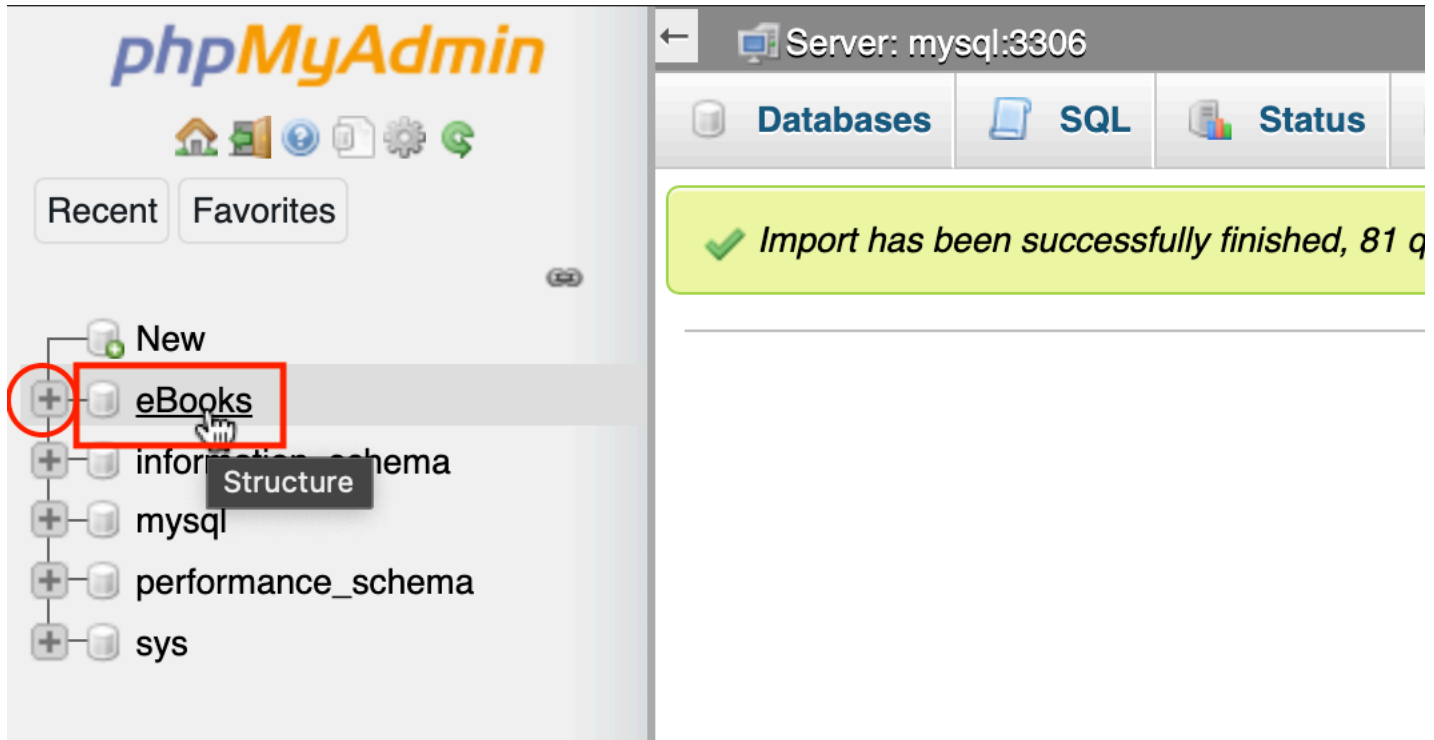 phpMyAdmin
Recent Favorites
New
eBooks
Structure
mysql
performance_schema
sys
Server: mysql:3306
Databases SQL Status
Import has been successfully finished, 81